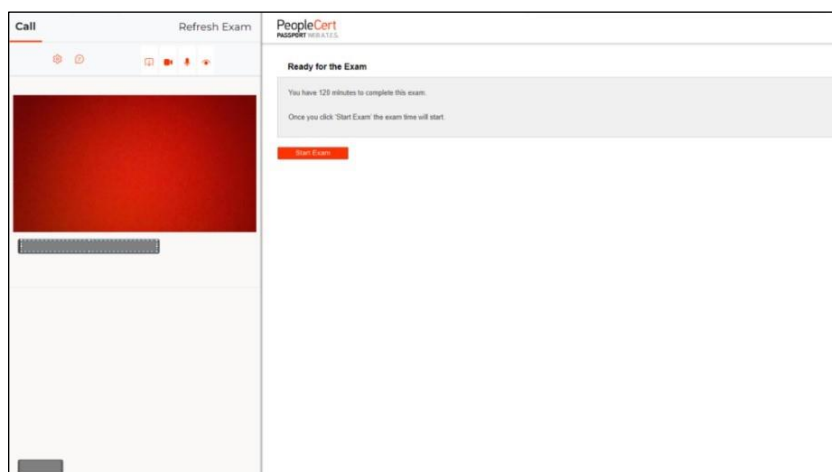 Call
Refresh Exam
PeopleCert
PASSPORT
Ready for the Exam
You have 120 minutes to complete this exam.
Once you click 'Start Exam' the exam time will start.
Start Exam